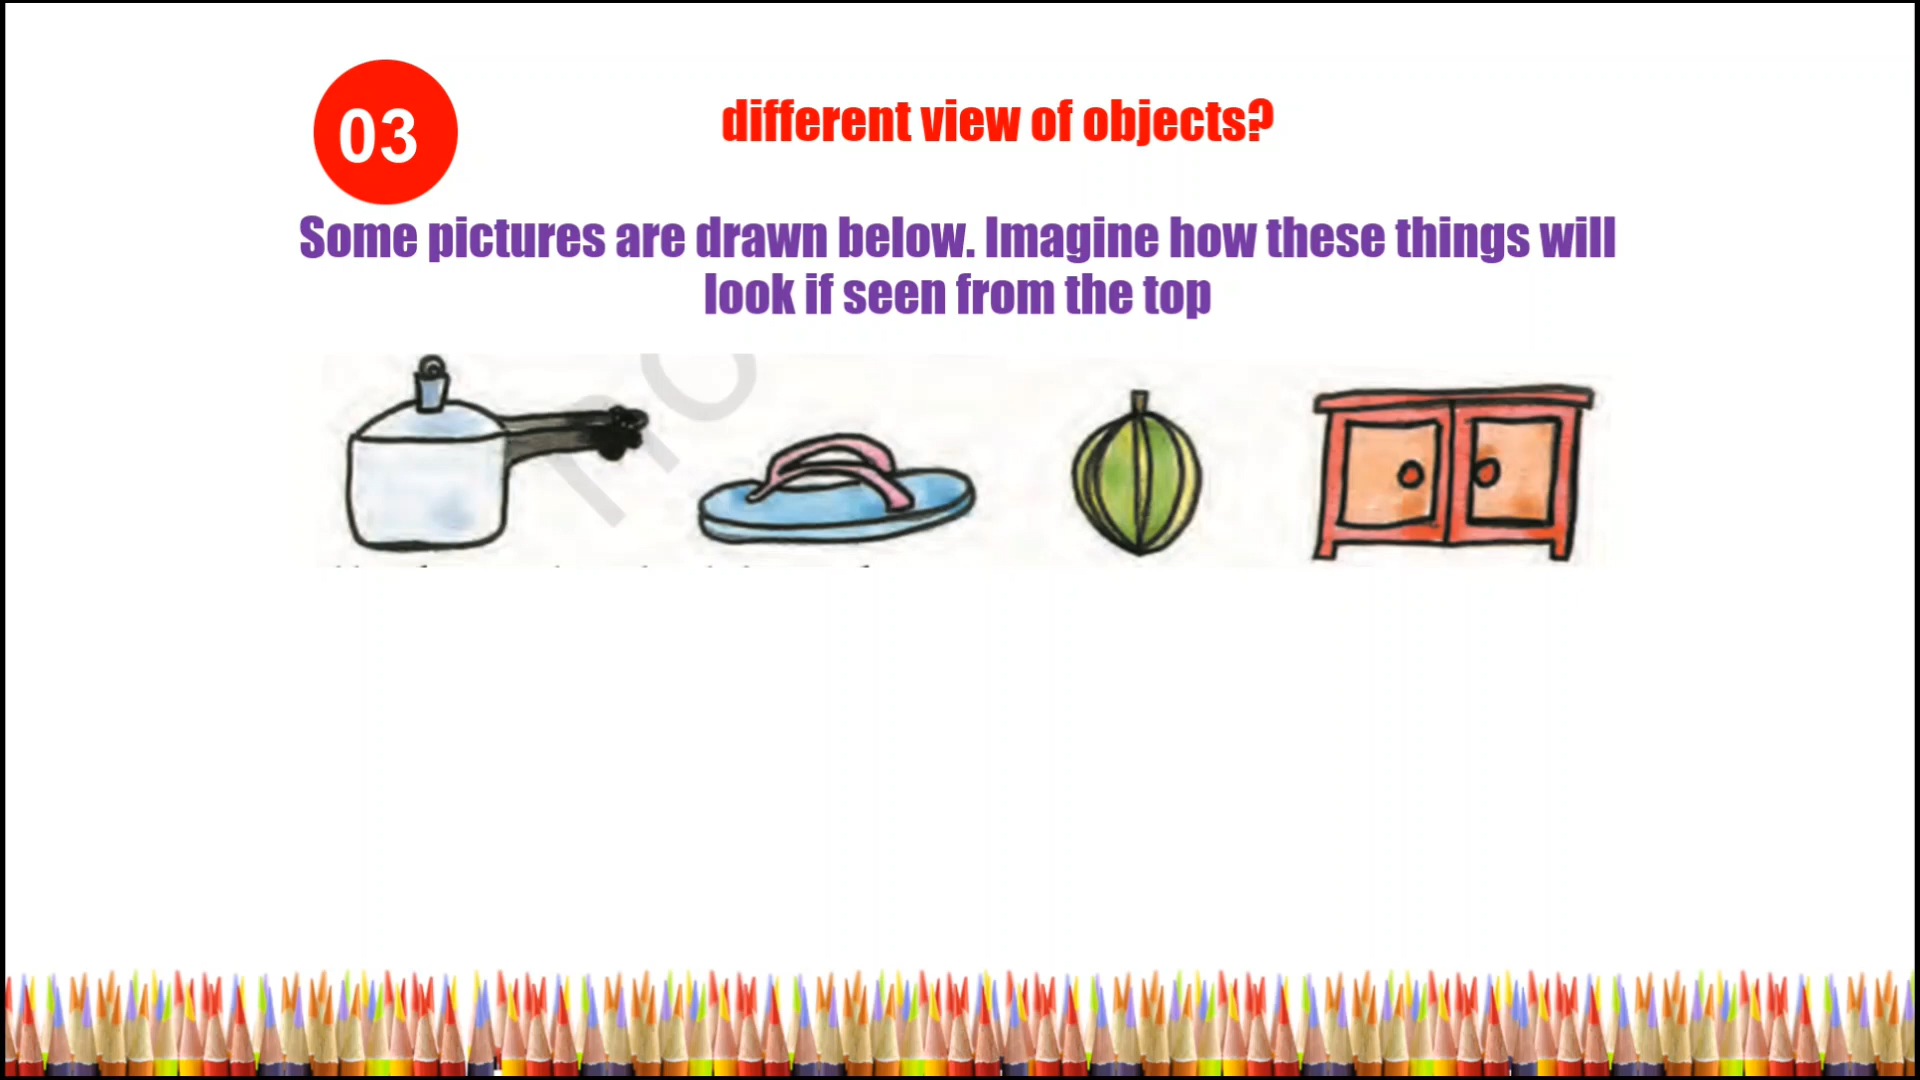 03
different view of objects?
Some pictures are drawn below. Imagine how these things will
look if seen from the top